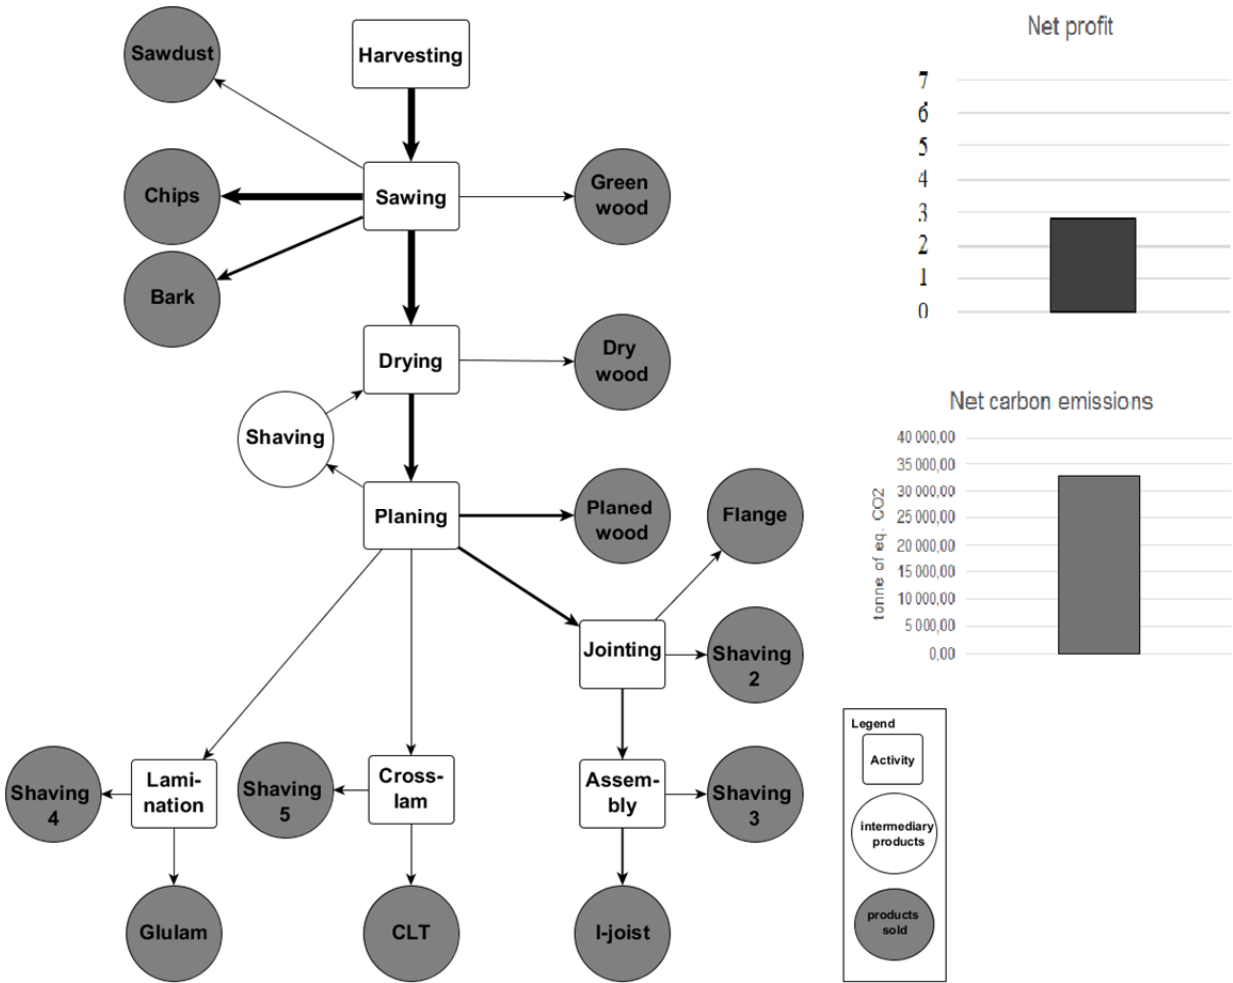 Sawdust
Harvesting
Chips
Sawing
Green
wood
Bark
Drying
Dry
wood
Shaving
Planing
Planed
wood
Flange
Jointing
Shaving
2
Shaving
4
Lami-
nation
Shaving
5
Cross-
lam
Assem-
bly
Shaving
3
Glulam
CLT
I-joist
Net profit
7
6
5
4
3
2
1
0
Net carbon emissions
tonne of eq. CO2
40 000,00
35 000,00
30 000,00
25 000,00
20 000,00
15 000,00
10 000,00
5 000,00
0,00
Legend
Activity
intermediary
products
products
sold